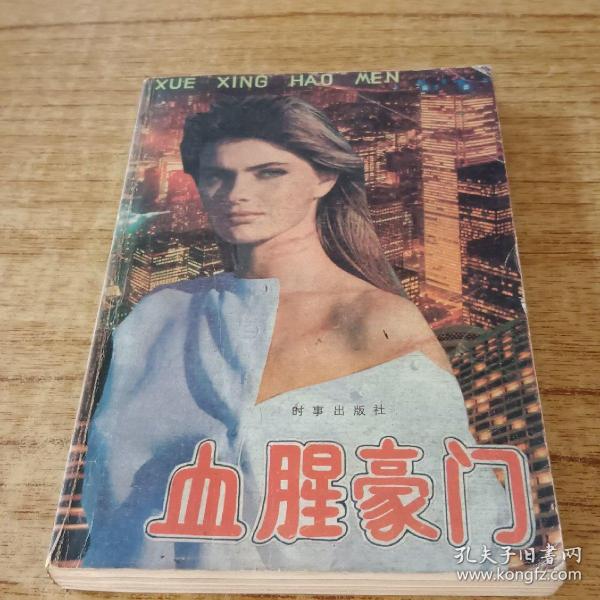 XUE XING HAO MEN
时事出版社
血腥豪门
孔夫子旧书网
www.kongfz.com